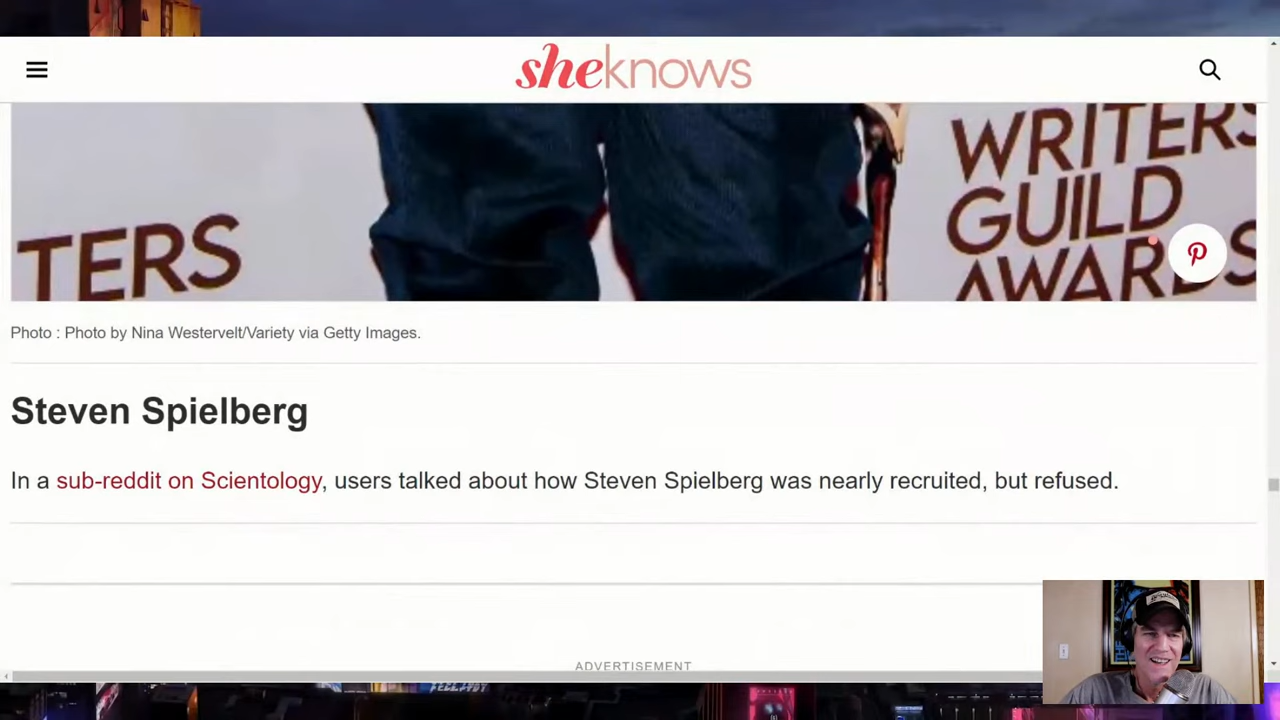 sheknows
TERS
WRITERS
GUILD
AWARDS
Photo : Photo by Nina Westervelt/Variety via Getty Images.
Steven Spielberg
In a sub-reddit on Scientology, users talked about how Steven Spielberg was nearly recruited, but refused.
ADVERTISEMENT